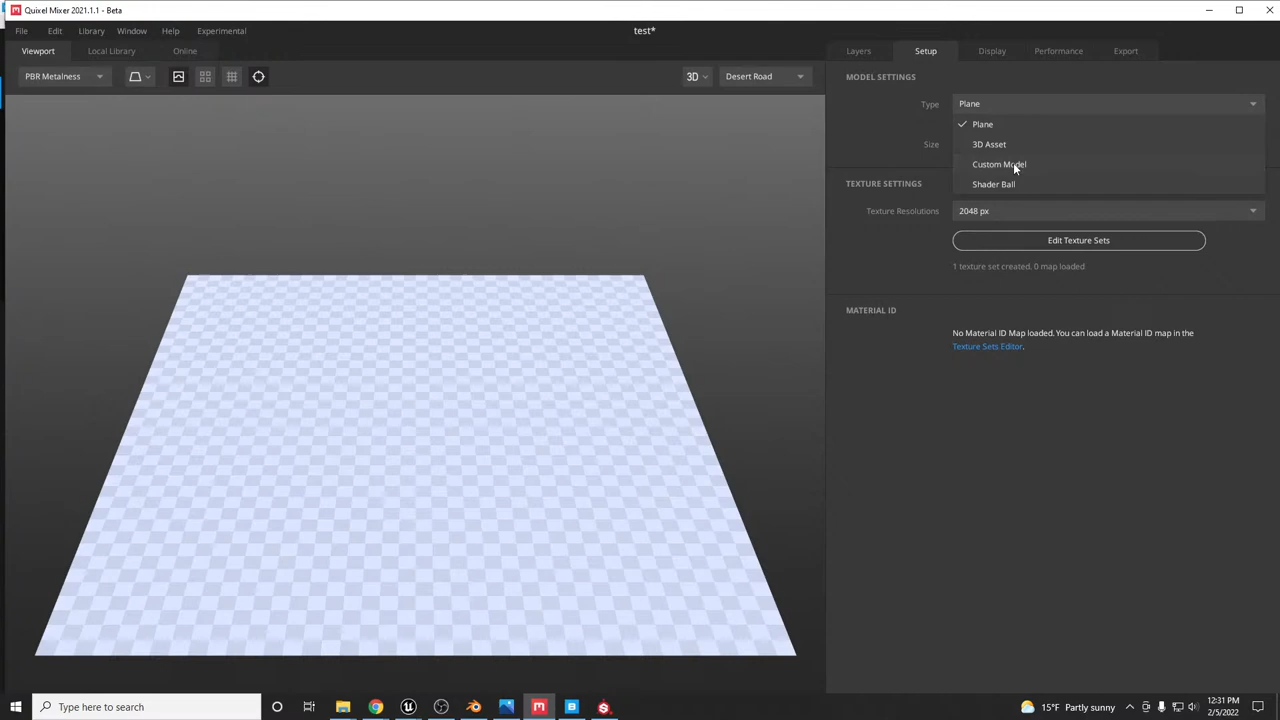 Quixel Mixer 2021.1.1 - Beta
File Edit Library Window Help Experimental test*
Viewport Local Library Online Layers Setup Display Performance Export
PBR Metalness 3D Desert Road
MODEL SETTINGS
Type Plane
Plane
Size 3D Asset
Custom Model
TEXTURE SETTINGS Shader Ball
Texture Resolutions 2048 px
Edit Texture Sets
1 texture set created, 0 map loaded
MATERIAL ID
No Material ID Map loaded. You can load a Material ID map in the
Texture Sets Editor.
Type here to search
15°F Partly sunny
12:31 PM
2/5/2022